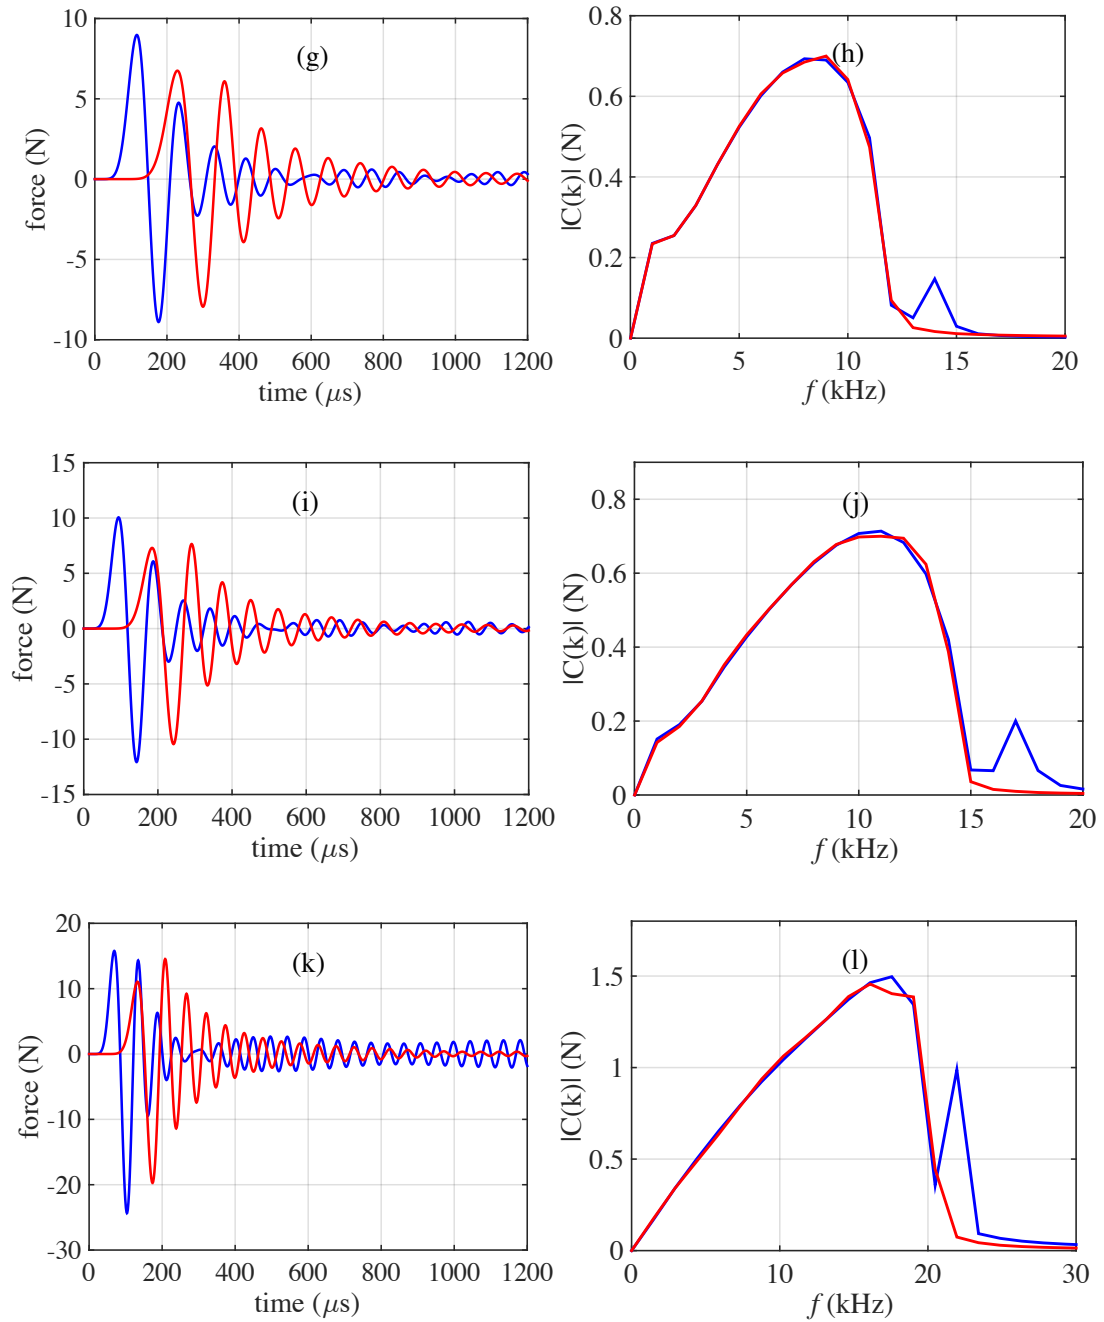 (g)
10
5
0
-5
-10
force (N)
0 200 400 600 800 1000 1200
time (μs)
(h)
0.8
0.6
0.4
0.2
0
|C(k)| (N)
0 5 10 15 20
f (kHz)
(i)
15
10
5
0
-5
-10
-15
force (N)
0 200 400 600 800 1000 1200
time (μs)
(j)
0.8
0.6
0.4
0.2
0
|C(k)| (N)
0 5 10 15 20
f (kHz)
(k)
20
10
0
-10
-20
-30
force (N)
0 200 400 600 800 1000 1200
time (μs)
(l)
1.5
1
0.5
0
|C(k)| (N)
0 10 20 30
f (kHz)